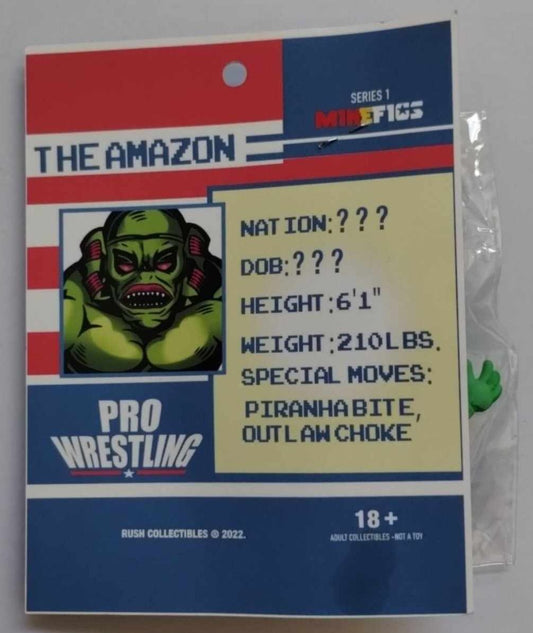 SERIES 1
MINEFIGS
THE AMAZON
NATION:???
DOB:???
HEIGHT:6'1"
WEIGHT:210LBS.
SPECIAL MOVES:
PIRANHA BITE,
OUTLAW CHOKE
PRO
WRESTLING
RUSH COLLECTIBLES © 2022.
18+
ADULT COLLECTIBLES -NOT A TOY